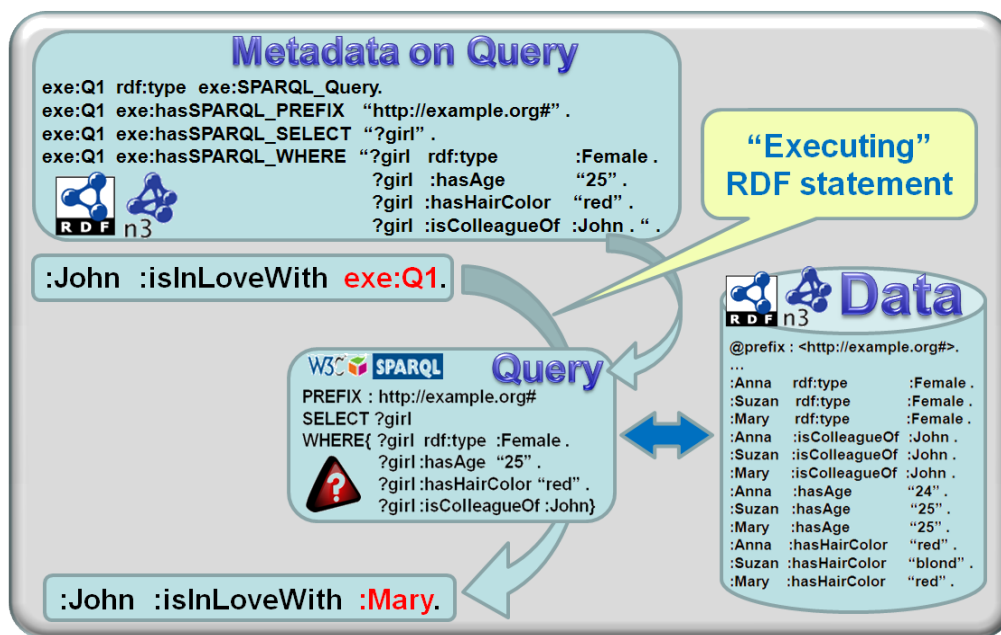 Metadata on Query
exe:Q1 rdf:type exe:SPARQL_Query.
exe:Q1 exe:hasSPARQL_PREFIX “http://example.org#” .
exe:Q1 exe:hasSPARQL_SELECT “?girl” .
exe:Q1 exe:hasSPARQL_WHERE “?girl rdf:type :Female .
?girl :hasAge “25” .
?girl :hasHairColor “red” .
?girl :isColleagueOf :John . “ .
RDF n3
“Executing”
RDF statement
:John :isInLoveWith exe:Q1.
RDF n3 Data
@prefix : <http://example.org#>.
...
:Anna rdf:type :Female .
:Suzan rdf:type :Female .
:Mary rdf:type :Female .
:Anna :isColleagueOf :John .
:Suzan :isColleagueOf :John .
:Mary :isColleagueOf :John .
:Anna :hasAge “24” .
:Suzan :hasAge “25” .
:Mary :hasAge “25” .
:Anna :hasHairColor “red” .
:Suzan :hasHairColor “blond” .
:Mary :hasHairColor “red” .
W3C SPARQL Query
PREFIX : http://example.org#
SELECT ?girl
WHERE{ ?girl rdf:type :Female .
?girl :hasAge “25” .
?girl :hasHairColor “red” .
?girl :isColleagueOf :John}
?
:John :isInLoveWith :Mary.